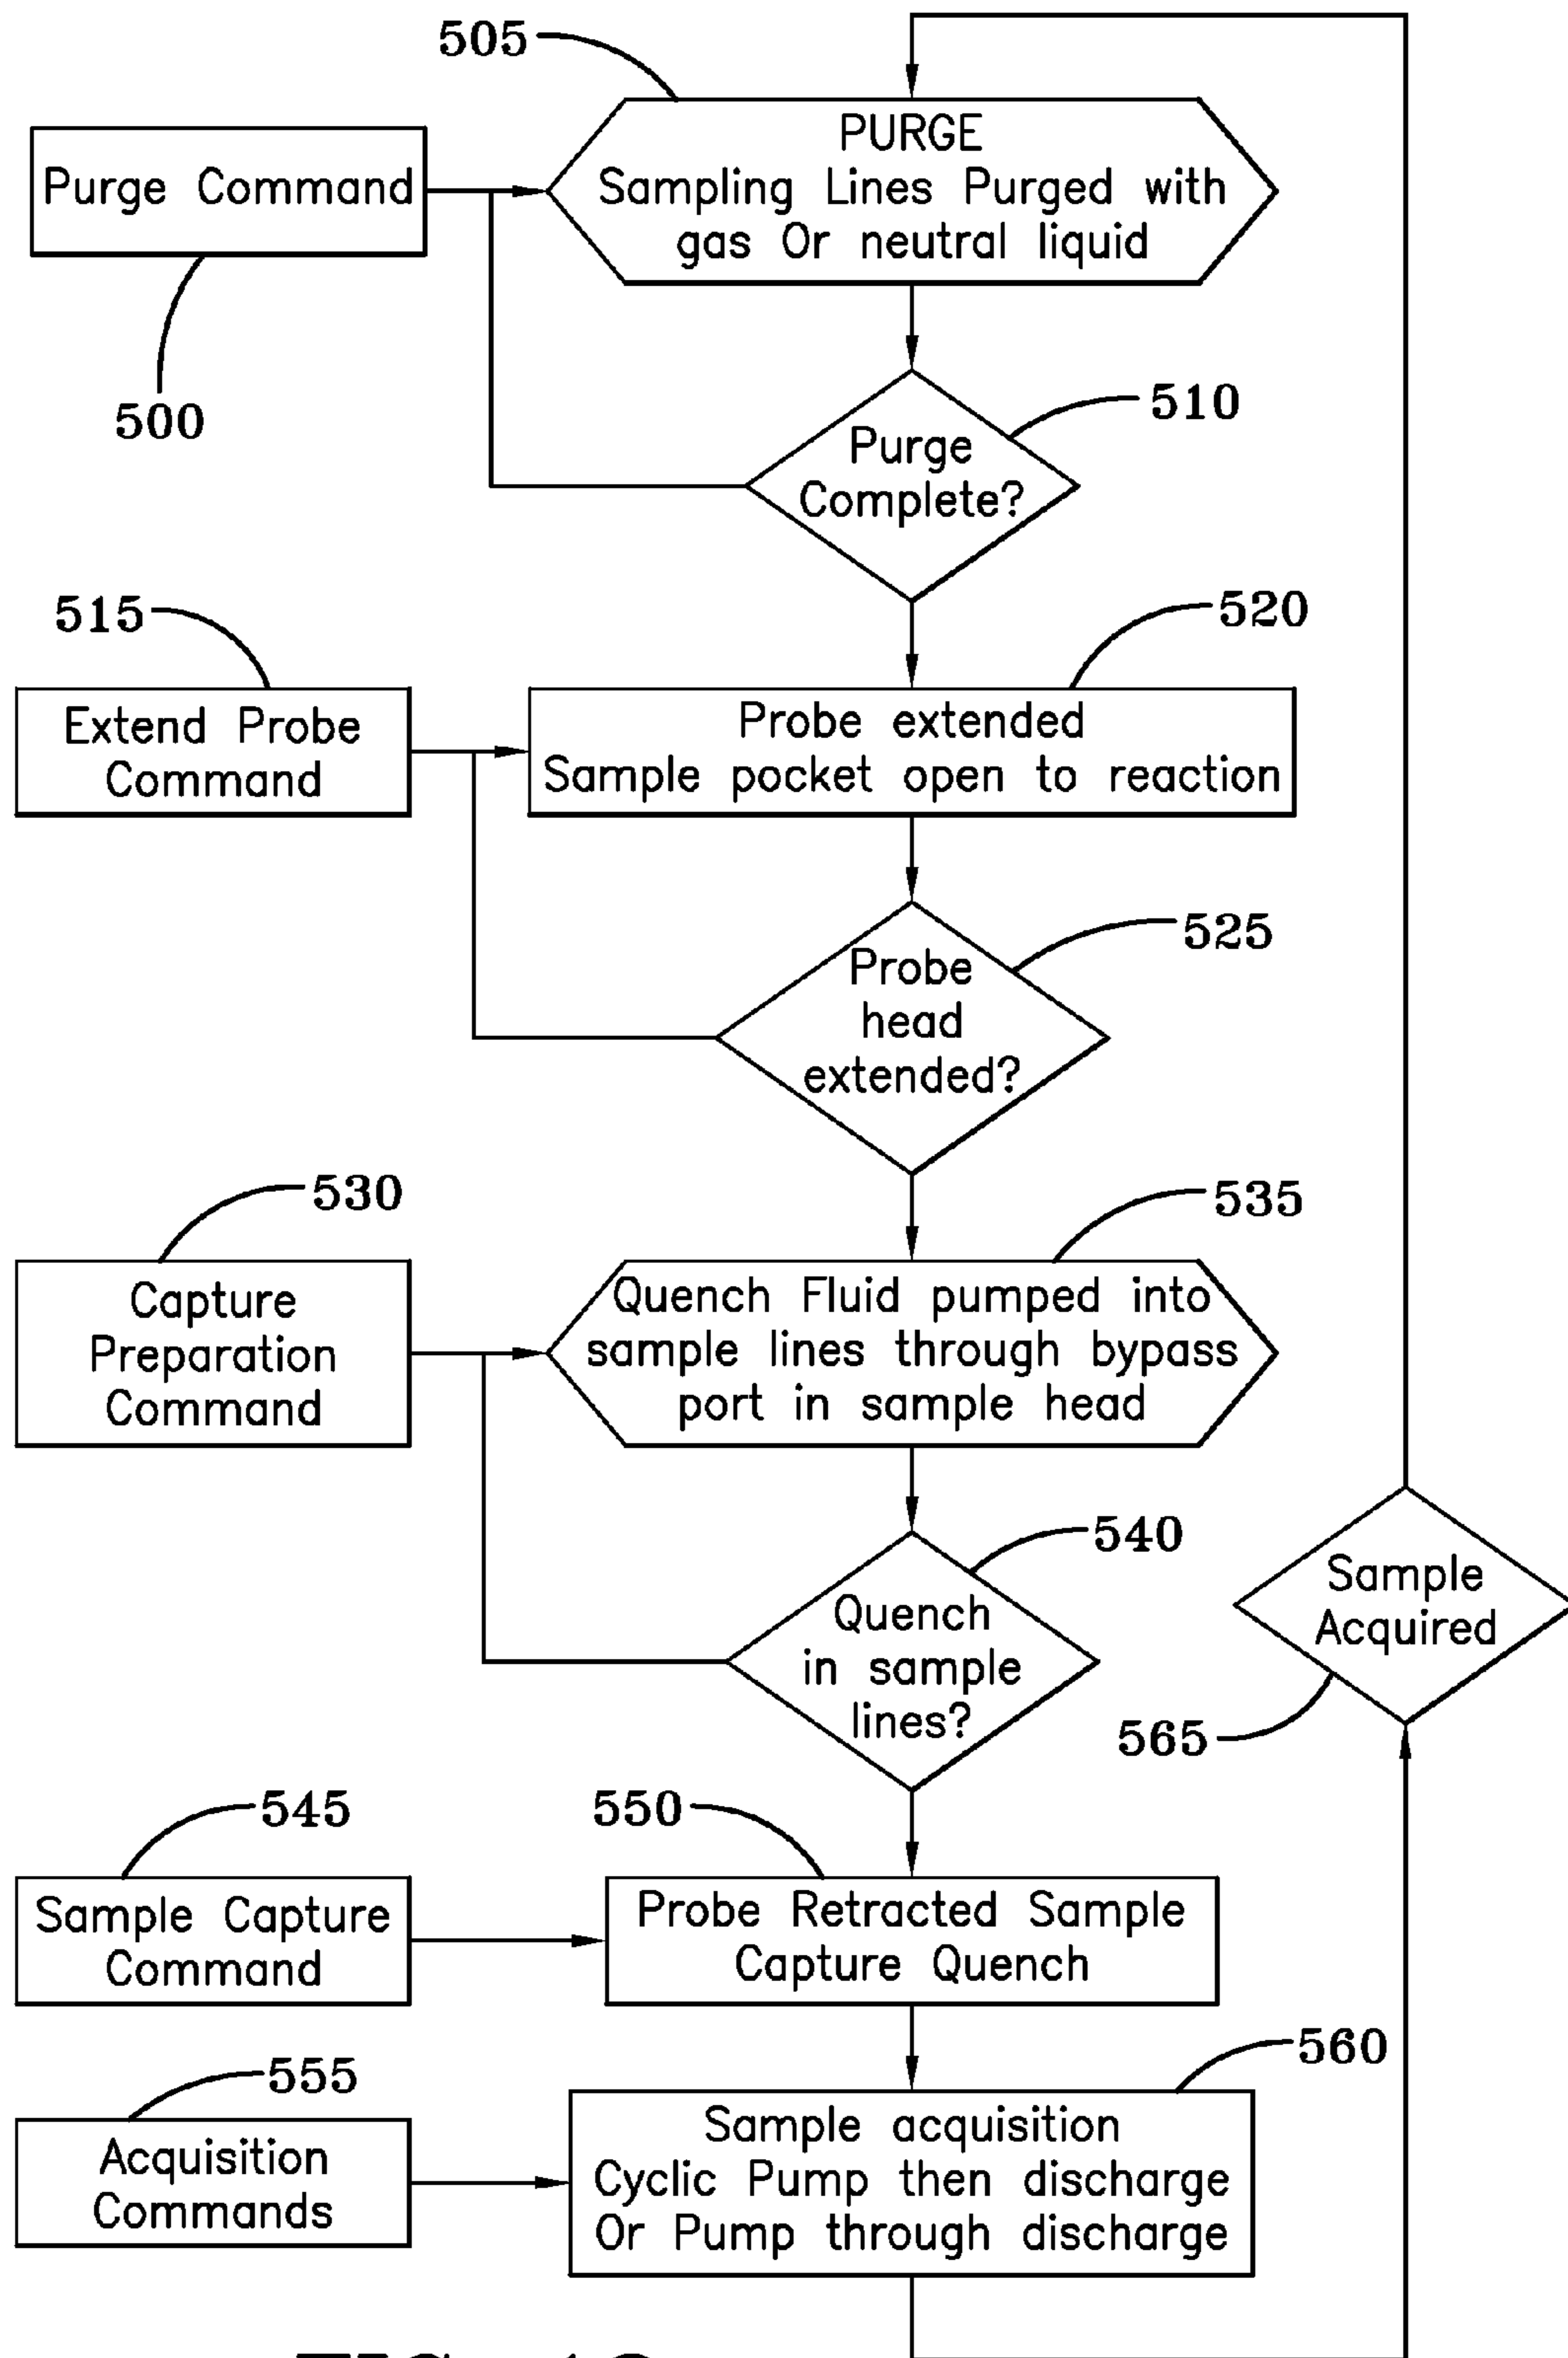 505
Purge Command
PURGE
Sampling Lines Purged with
gas Or neutral liquid
500
510
Purge
Complete?
515
520
Extend Probe
Command
Probe extended
Sample pocket open to reaction
525
Probe
head
extended?
530
535
Capture
Preparation
Command
Quench Fluid pumped into
sample lines through bypass
port in sample head
540
Quench
in sample
lines?
Sample
Acquired
565
545
550
Sample Capture
Command
Probe Retracted Sample
Capture Quench
555
560
Acquisition
Commands
Sample acquisition
Cyclic Pump then discharge
Or Pump through discharge